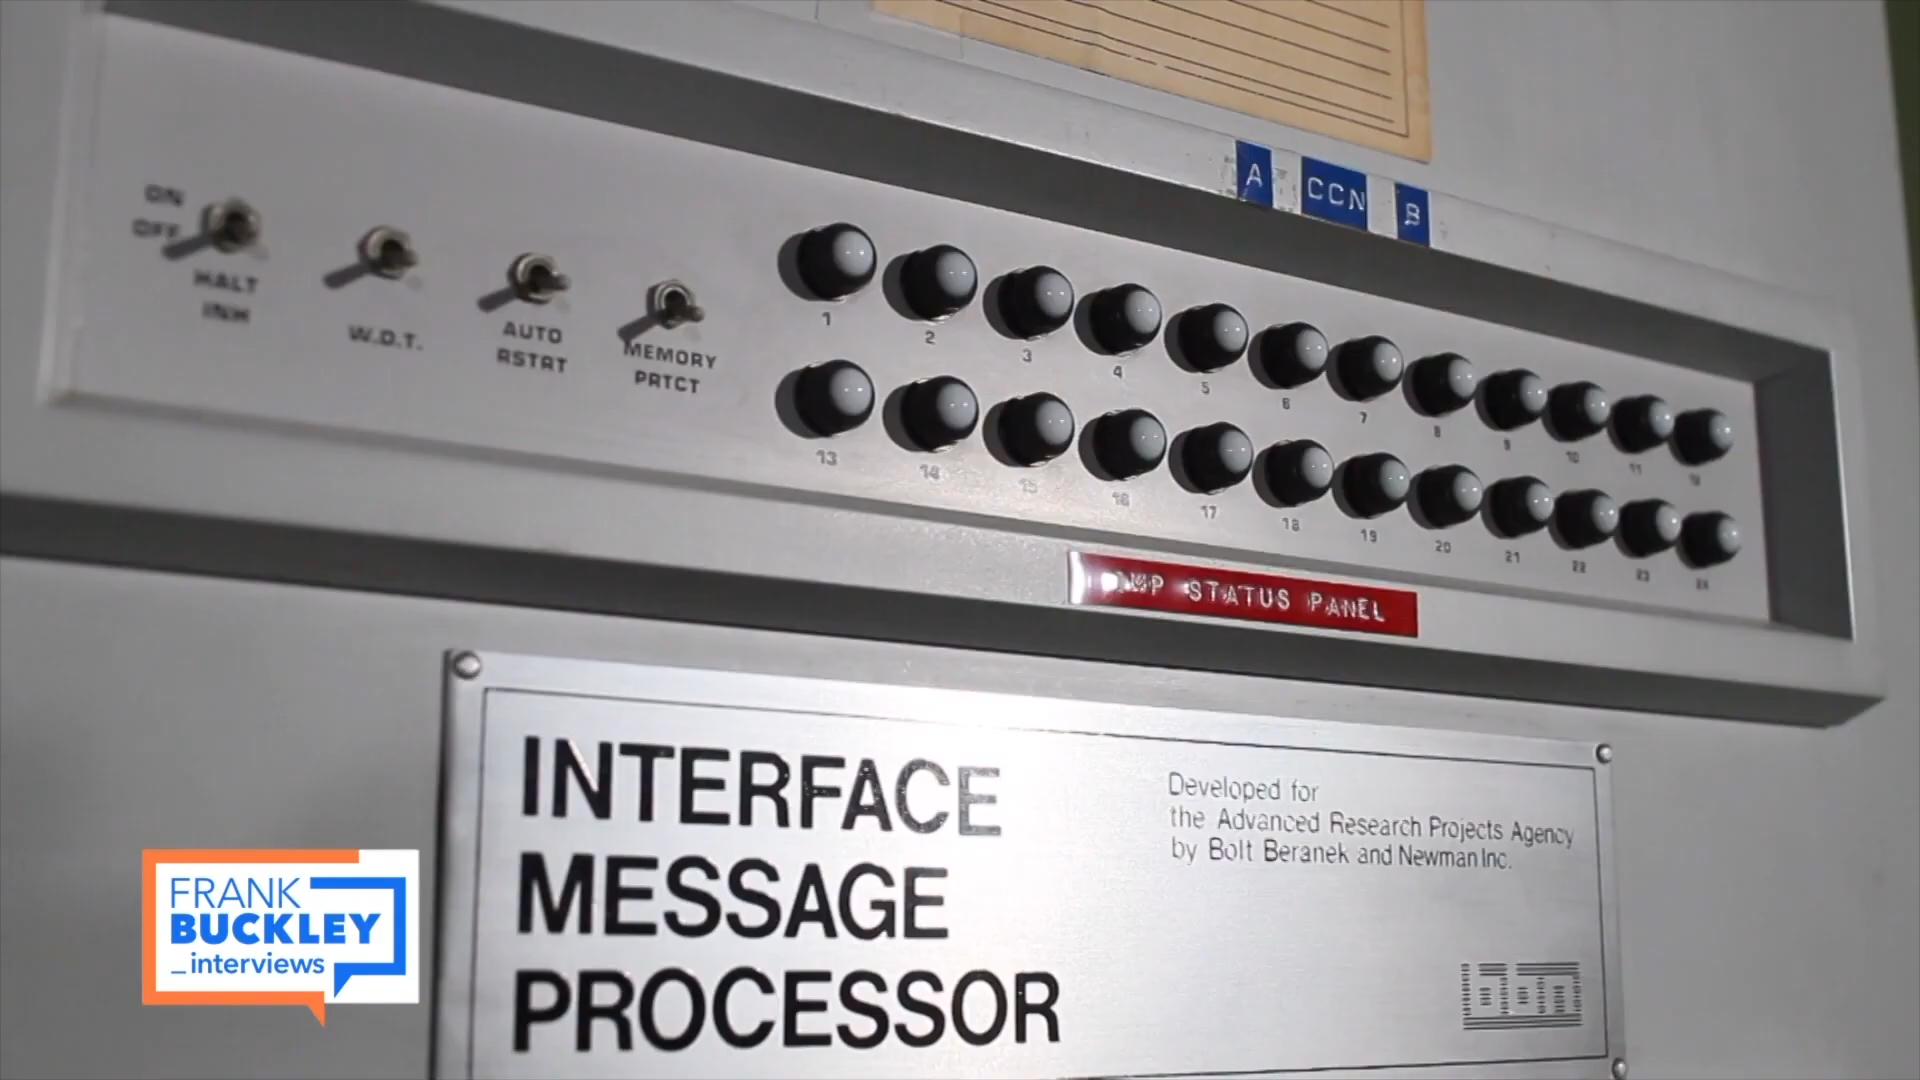 A CCN B
ON
OFF
HALT
INH
W.D.T.
AUTO
RSTRT
MEMORY
PRTCT
1 2 3 4 5 6 7 8 9 10 11 12
13 14 15 16 17 18 19 20 21 22 23 24
IMP STATUS PANEL
INTERFACE
MESSAGE
PROCESSOR
Developed for
the Advanced Research Projects Agency
by Bolt Beranek and Newman Inc.
FRANK
BUCKLEY
_interviews